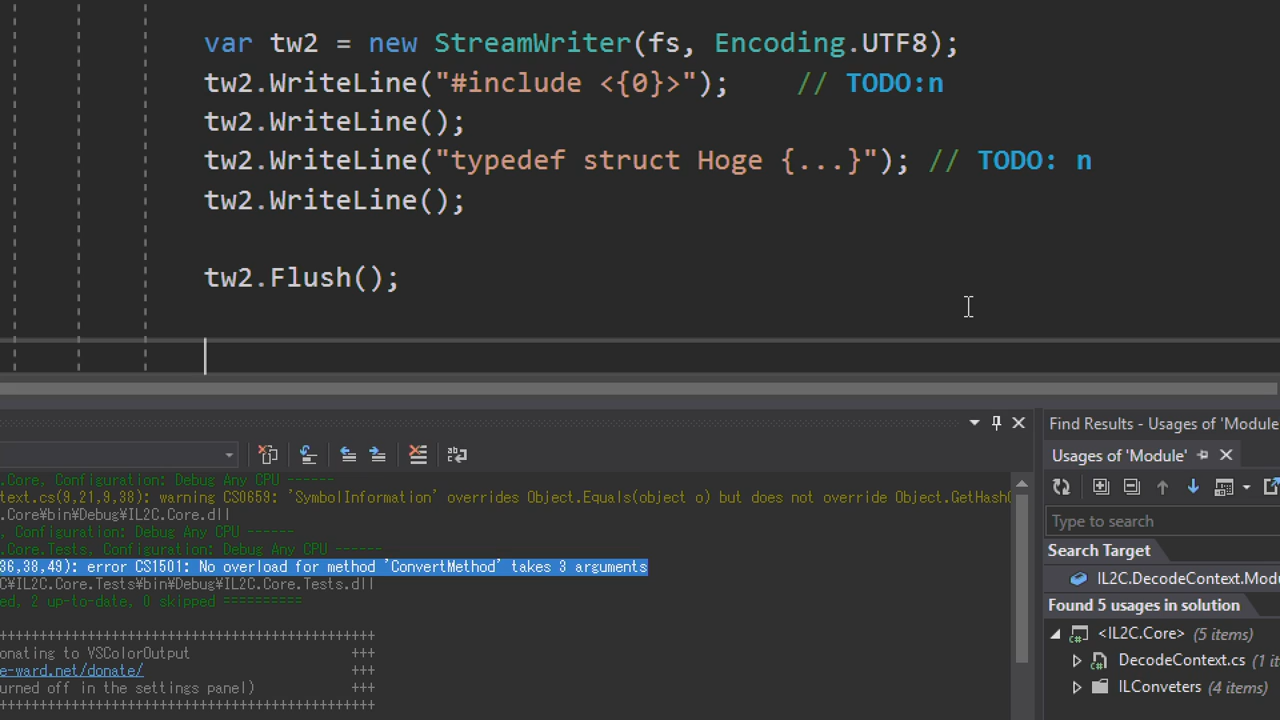 var tw2 = new StreamWriter(fs, Encoding.UTF8);
tw2.WriteLine("#include <{0}>");    // TODO:n
tw2.WriteLine();
tw2.WriteLine("typedef struct Hoge {...}"); // TODO: n
tw2.WriteLine();
tw2.Flush();
.Core, Configuration: Debug Any CPU ------
text.cs(9,21,9,38): warning CS0659: 'SymbolInformation' overrides Object.Equals(object o) but does not override Object.GetHash
.Core¥bin¥Debug¥IL2C.Core.dll
, Configuration: Debug Any CPU ------
.Core.Tests, Configuration: Debug Any CPU ------
36,38,49): error CS1501: No overload for method 'ConvertMethod' takes 3 arguments
C¥IL2C.Core.Tests¥bin¥Debug¥IL2C.Core.Tests.dll
ed, 2 up-to-date, 0 skipped ==========
+++++++++++++++++++++++++++++++++++++++++++++++
onating to VSColorOutput +++
e-ward.net/donate/ +++
urned off in the settings panel) +++
+++++++++++++++++++++++++++++++++++++++++++++++
Find Results - Usages of 'Module
Usages of 'Module'
Type to search
Search Target
IL2C.DecodeContext.Modu
Found 5 usages in solution
<IL2C.Core> (5 items)
DecodeContext.cs (1 it
ILConveters (4 items)